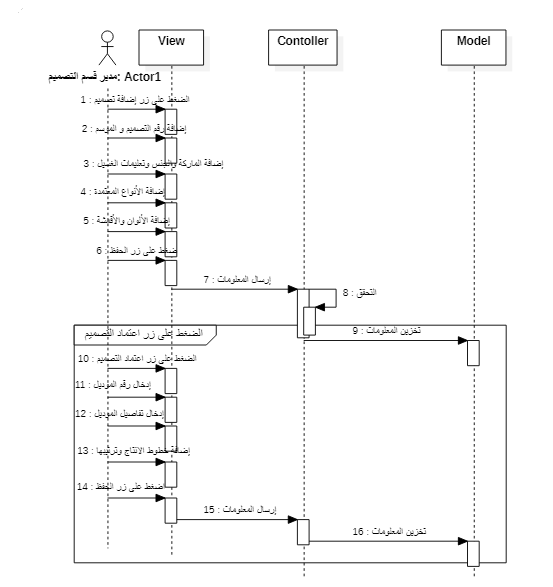 View
Contoller
Model
مدير قسم التصميم: Actor1
1 : الضغط على زر إضافة تصميم
2 : إضافة رقم التصميم و الموسم
3 : إضافة الماركة والجنس وتعليمات الغسيل
4 : إضافة الأنواع المعتمدة
5 : إضافة الألوان والأقمشة
6 : ضغط على زر الحفظ
7 : إرسال المعلومات
8 : التحقق
الضغط على زر اعتماد التصميم
9 : تخزين المعلومات
10 : الضغط على زر اعتماد التصميم
11 : إدخال رقم الموديل
12 : إدخال تفاصيل الموديل
13 : إضافة خطوط الانتاج وترتيبها
14 : ضغط على زر الحفظ
15 : إرسال المعلومات
16 : تخزين المعلومات